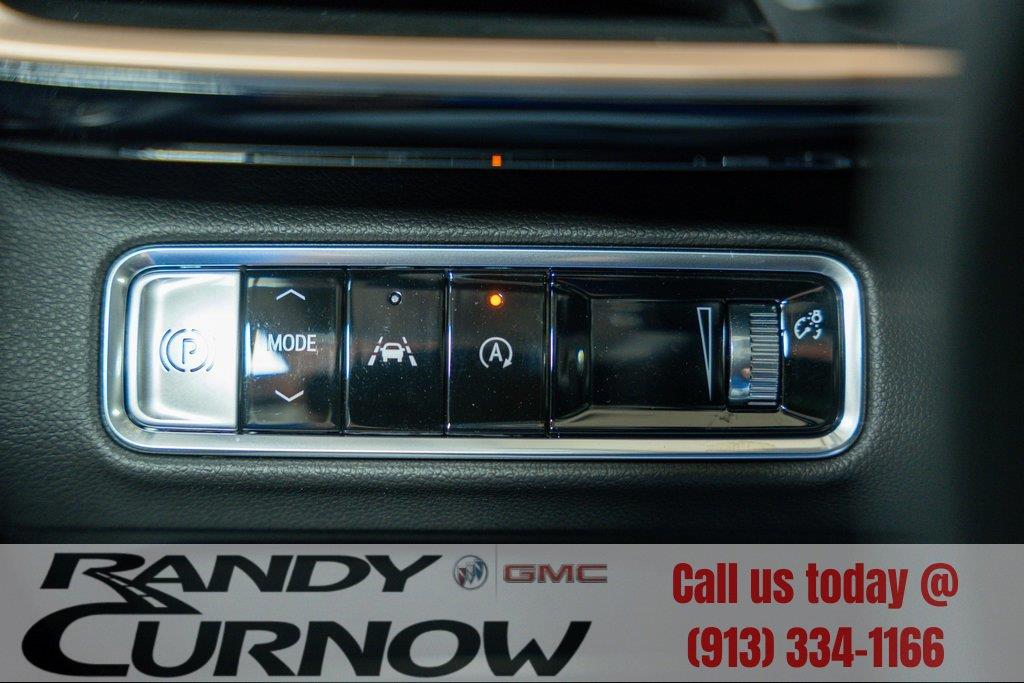 P
MODE
A
RANDY GMC
CURNOW
Call us today @
(913) 334-1166